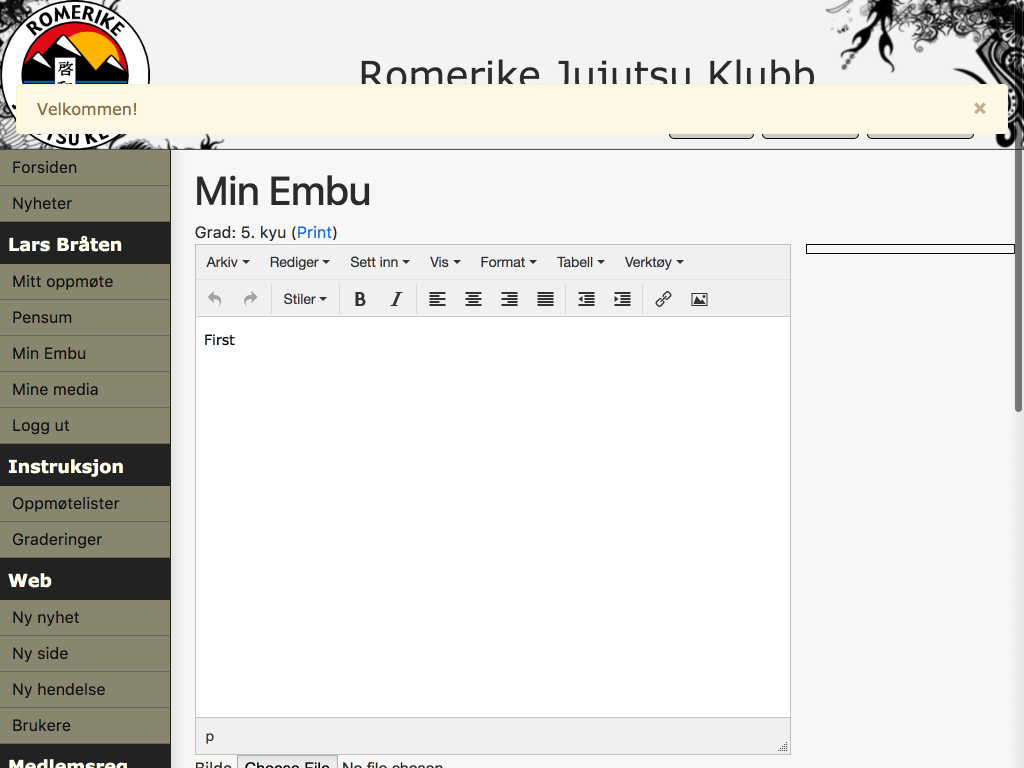 ROMERIKE
啓
Romerike Jujutsu Klubb
Velkommen!
×
Forsiden
Nyheter
Lars Bråten
Mitt oppmøte
Pensum
Min Embu
Mine media
Logg ut
Instruksjon
Oppmøtelister
Graderinger
Web
Ny nyhet
Ny side
Ny hendelse
Brukere
Medlemsreg
Min Embu
Grad: 5. kyu (Print)
Arkiv Rediger Sett inn Vis Format Tabell Verktøy
Stiler B I
First
p
Bilde Choose File No file chosen